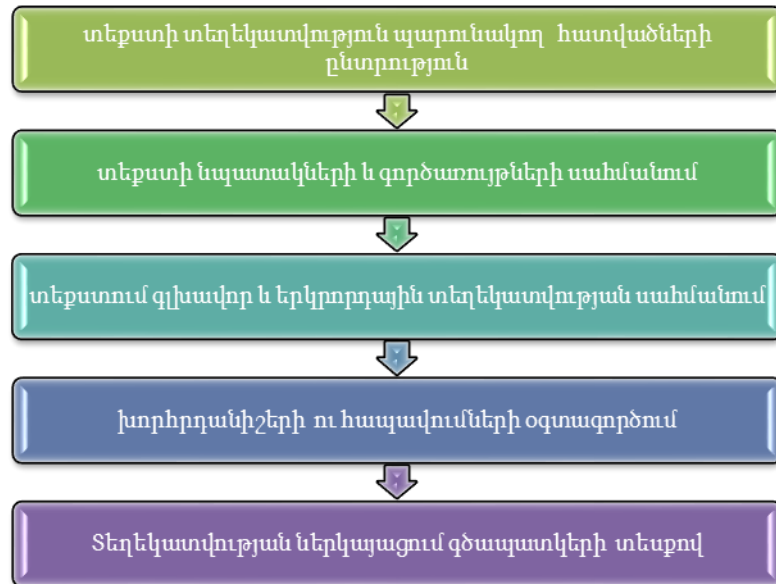 տեքստի տեղեկատվություն պարունակող հատվածների
ընտրություն
տեքստի նպատակների և գործառույթների սահմանում
տեքստում գլխավոր և երկրորդային տեղեկատվության սահմանում
խորհրդանիշերի ու հապավումների օգտագործում
Տեղեկատվության ներկայացում գծապատկերի տեսքով